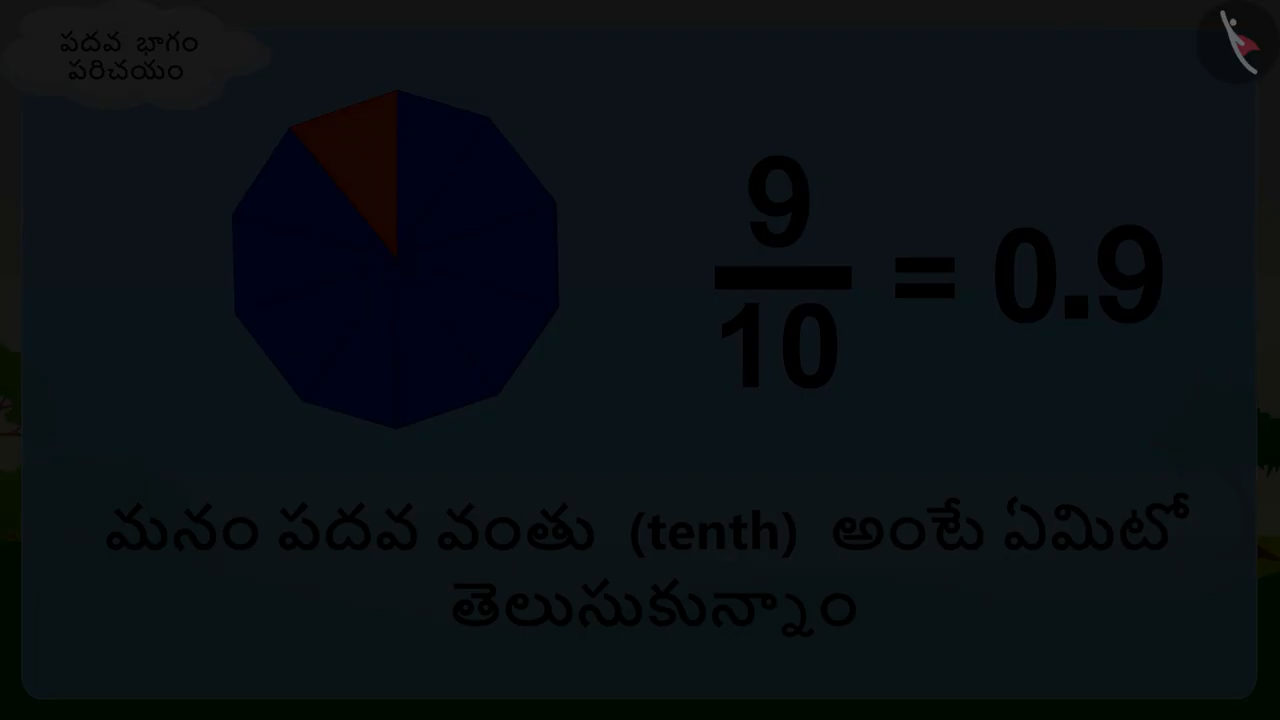 పదవ భాగం
పరిచయం
9
10
= 0.9
మనం పదవ వంతు (tenth) అంటే ఏమిటో
తెలుసుకున్నాం